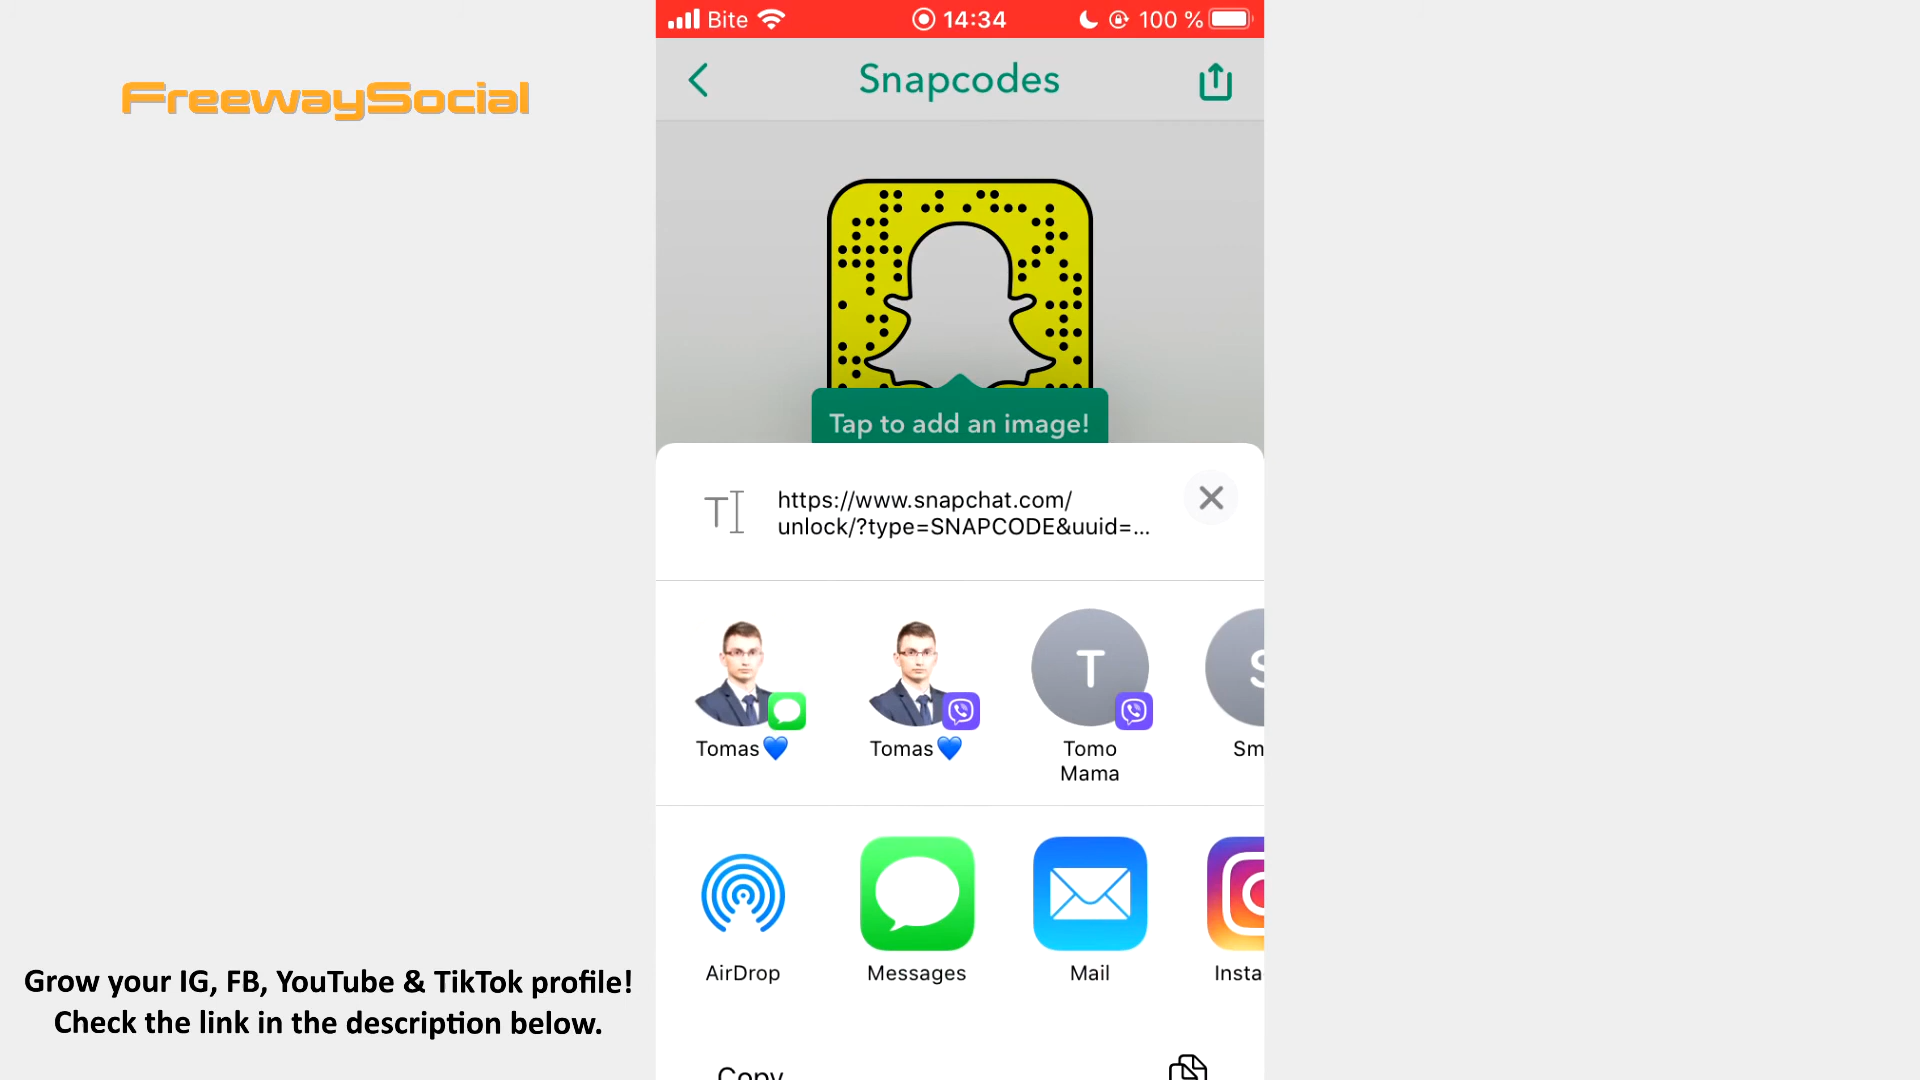 FreewaySocial
Bite 14:34 100 %
Snapcodes
Tap to add an image!
https://www.snapchat.com/
unlock/?type=SNAPCODE&uuid=...
T
Tomas💙
Tomas💙
Tomo
Mama
Sm
AirDrop
Messages
Mail
Insta
Copy
Grow your IG, FB, YouTube & TikTok profile!
Check the link in the description below.